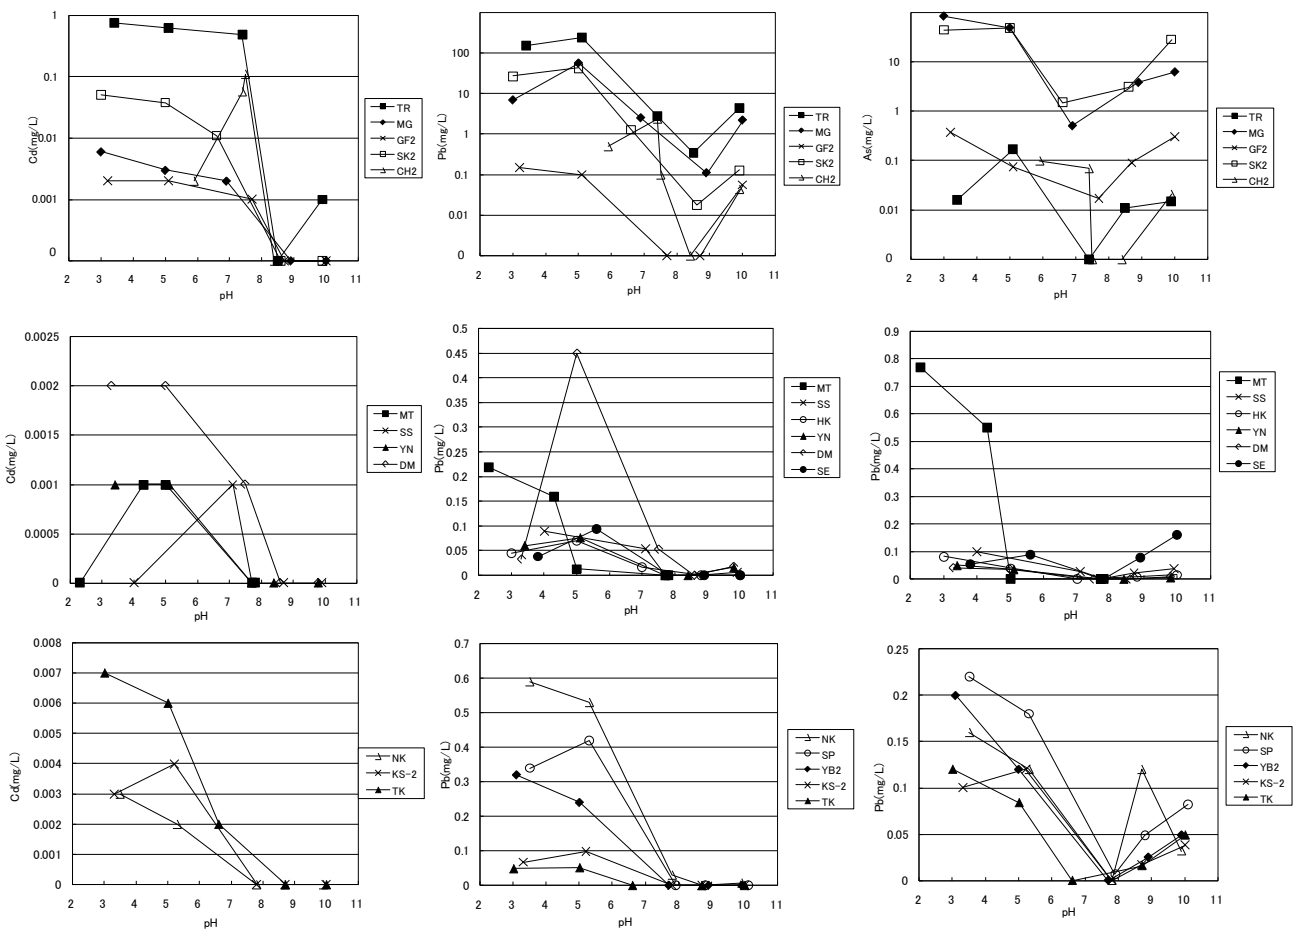 1
0.1
0.01
0.001
0
Cd(mg/L)
2 3 4 5 6 7 8 9 10 11
pH
TR
MG
GF2
SK2
CH2
100
10
1
0.1
0.01
0
Pb(mg/L)
2 3 4 5 6 7 8 9 10 11
pH
TR
MG
GF2
SK2
CH2
10
1
0.1
0.01
0
As(mg/L)
2 3 4 5 6 7 8 9 10 11
pH
TR
MG
GF2
SK2
CH2
0.0025
0.002
0.0015
0.001
0.0005
0
Cd(mg/L)
2 3 4 5 6 7 8 9 10 11
pH
MT
SS
YN
DM
0.5
0.45
0.4
0.35
0.3
0.25
0.2
0.15
0.1
0.05
0
Pb(mg/L)
2 3 4 5 6 7 8 9 10 11
pH
MT
SS
HK
YN
DM
SE
0.9
0.8
0.7
0.6
0.5
0.4
0.3
0.2
0.1
0
Pb(mg/L)
2 3 4 5 6 7 8 9 10 11
pH
MT
SS
HK
YN
DM
SE
0.008
0.007
0.006
0.005
0.004
0.003
0.002
0.001
0
Cd(mg/L)
2 3 4 5 6 7 8 9 10 11
pH
NK
KS-2
TK
0.7
0.6
0.5
0.4
0.3
0.2
0.1
0
Pb(mg/L)
2 3 4 5 6 7 8 9 10 11
pH
NK
SP
YB2
KS-2
TK
0.25
0.2
0.15
0.1
0.05
0
Pb(mg/L)
2 3 4 5 6 7 8 9 10 11
pH
NK
SP
YB2
KS-2
TK